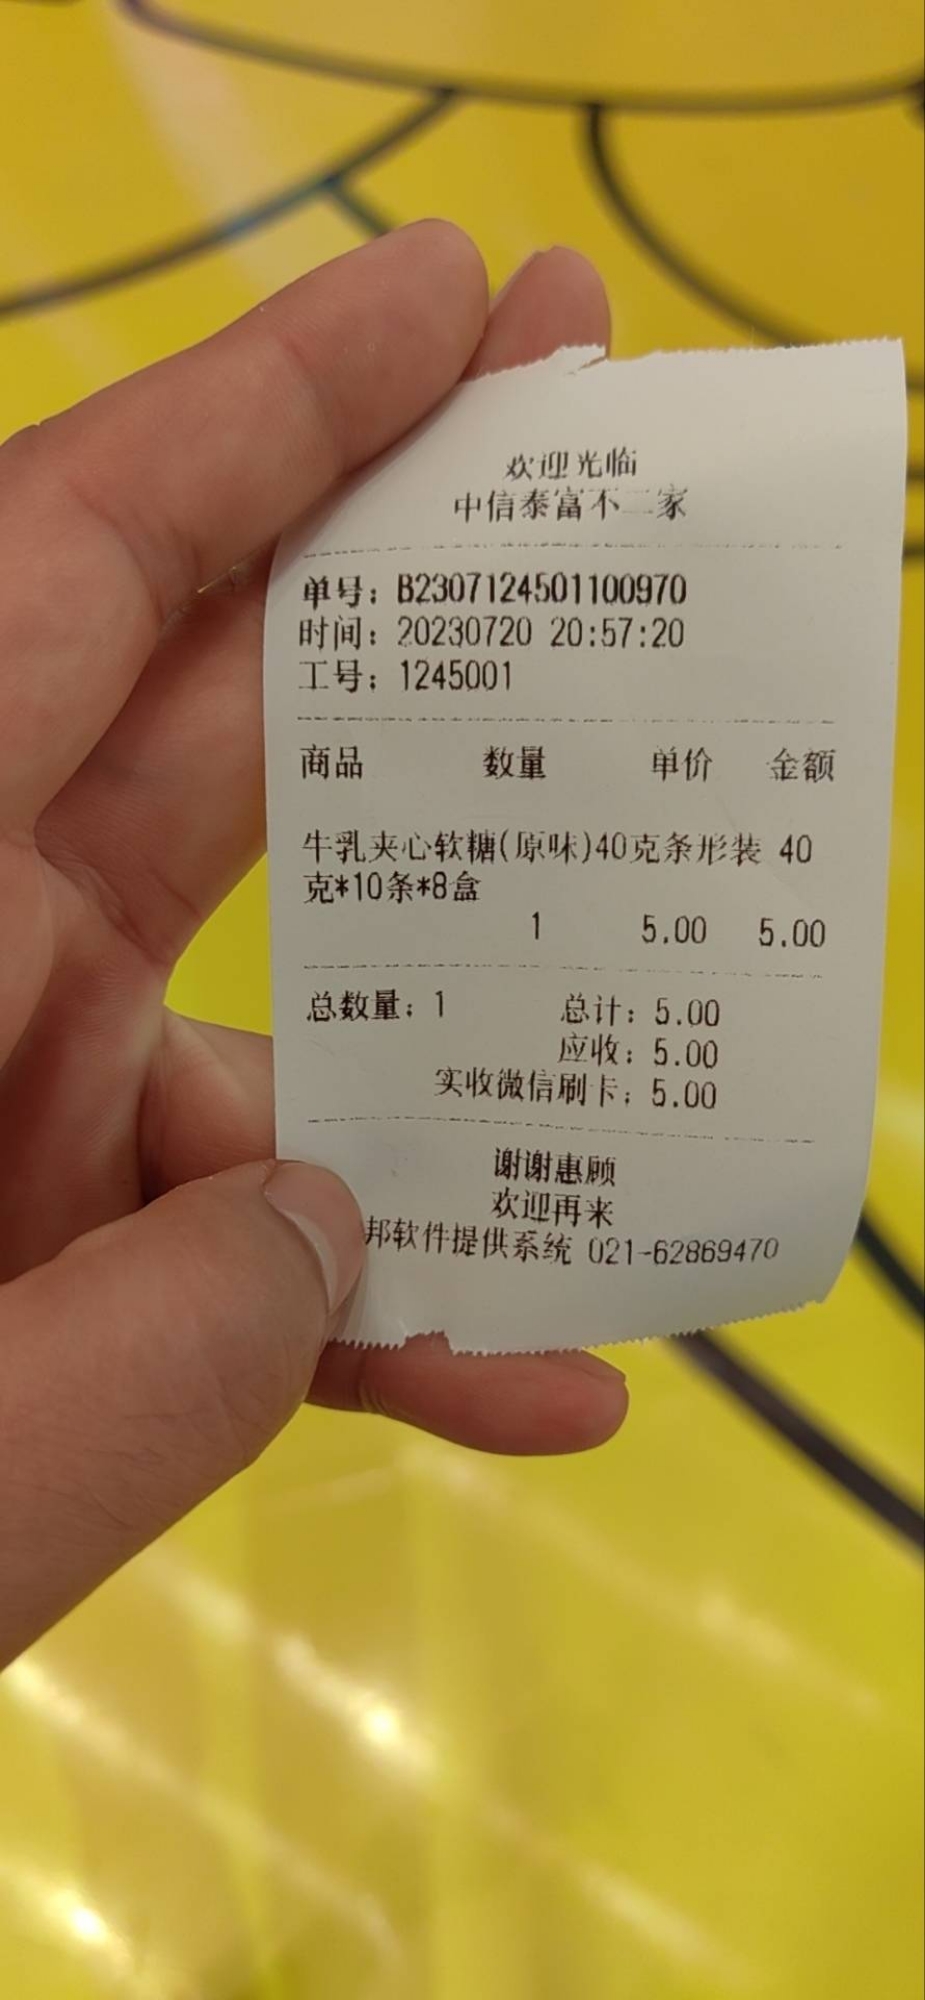 欢迎光临
中信泰富不二家
单号：B2307124501100970
时间：20230720 20:57:20
工号：1245001
商品 数量 单价 金额
牛乳夹心软糖(原味)40克条形装 40
克*10条*8盒
1 5.00 5.00
总数量：1 总计：5.00
应收：5.00
实收微信刷卡：5.00
谢谢惠顾
欢迎再来
邦软件提供系统 021-62869470